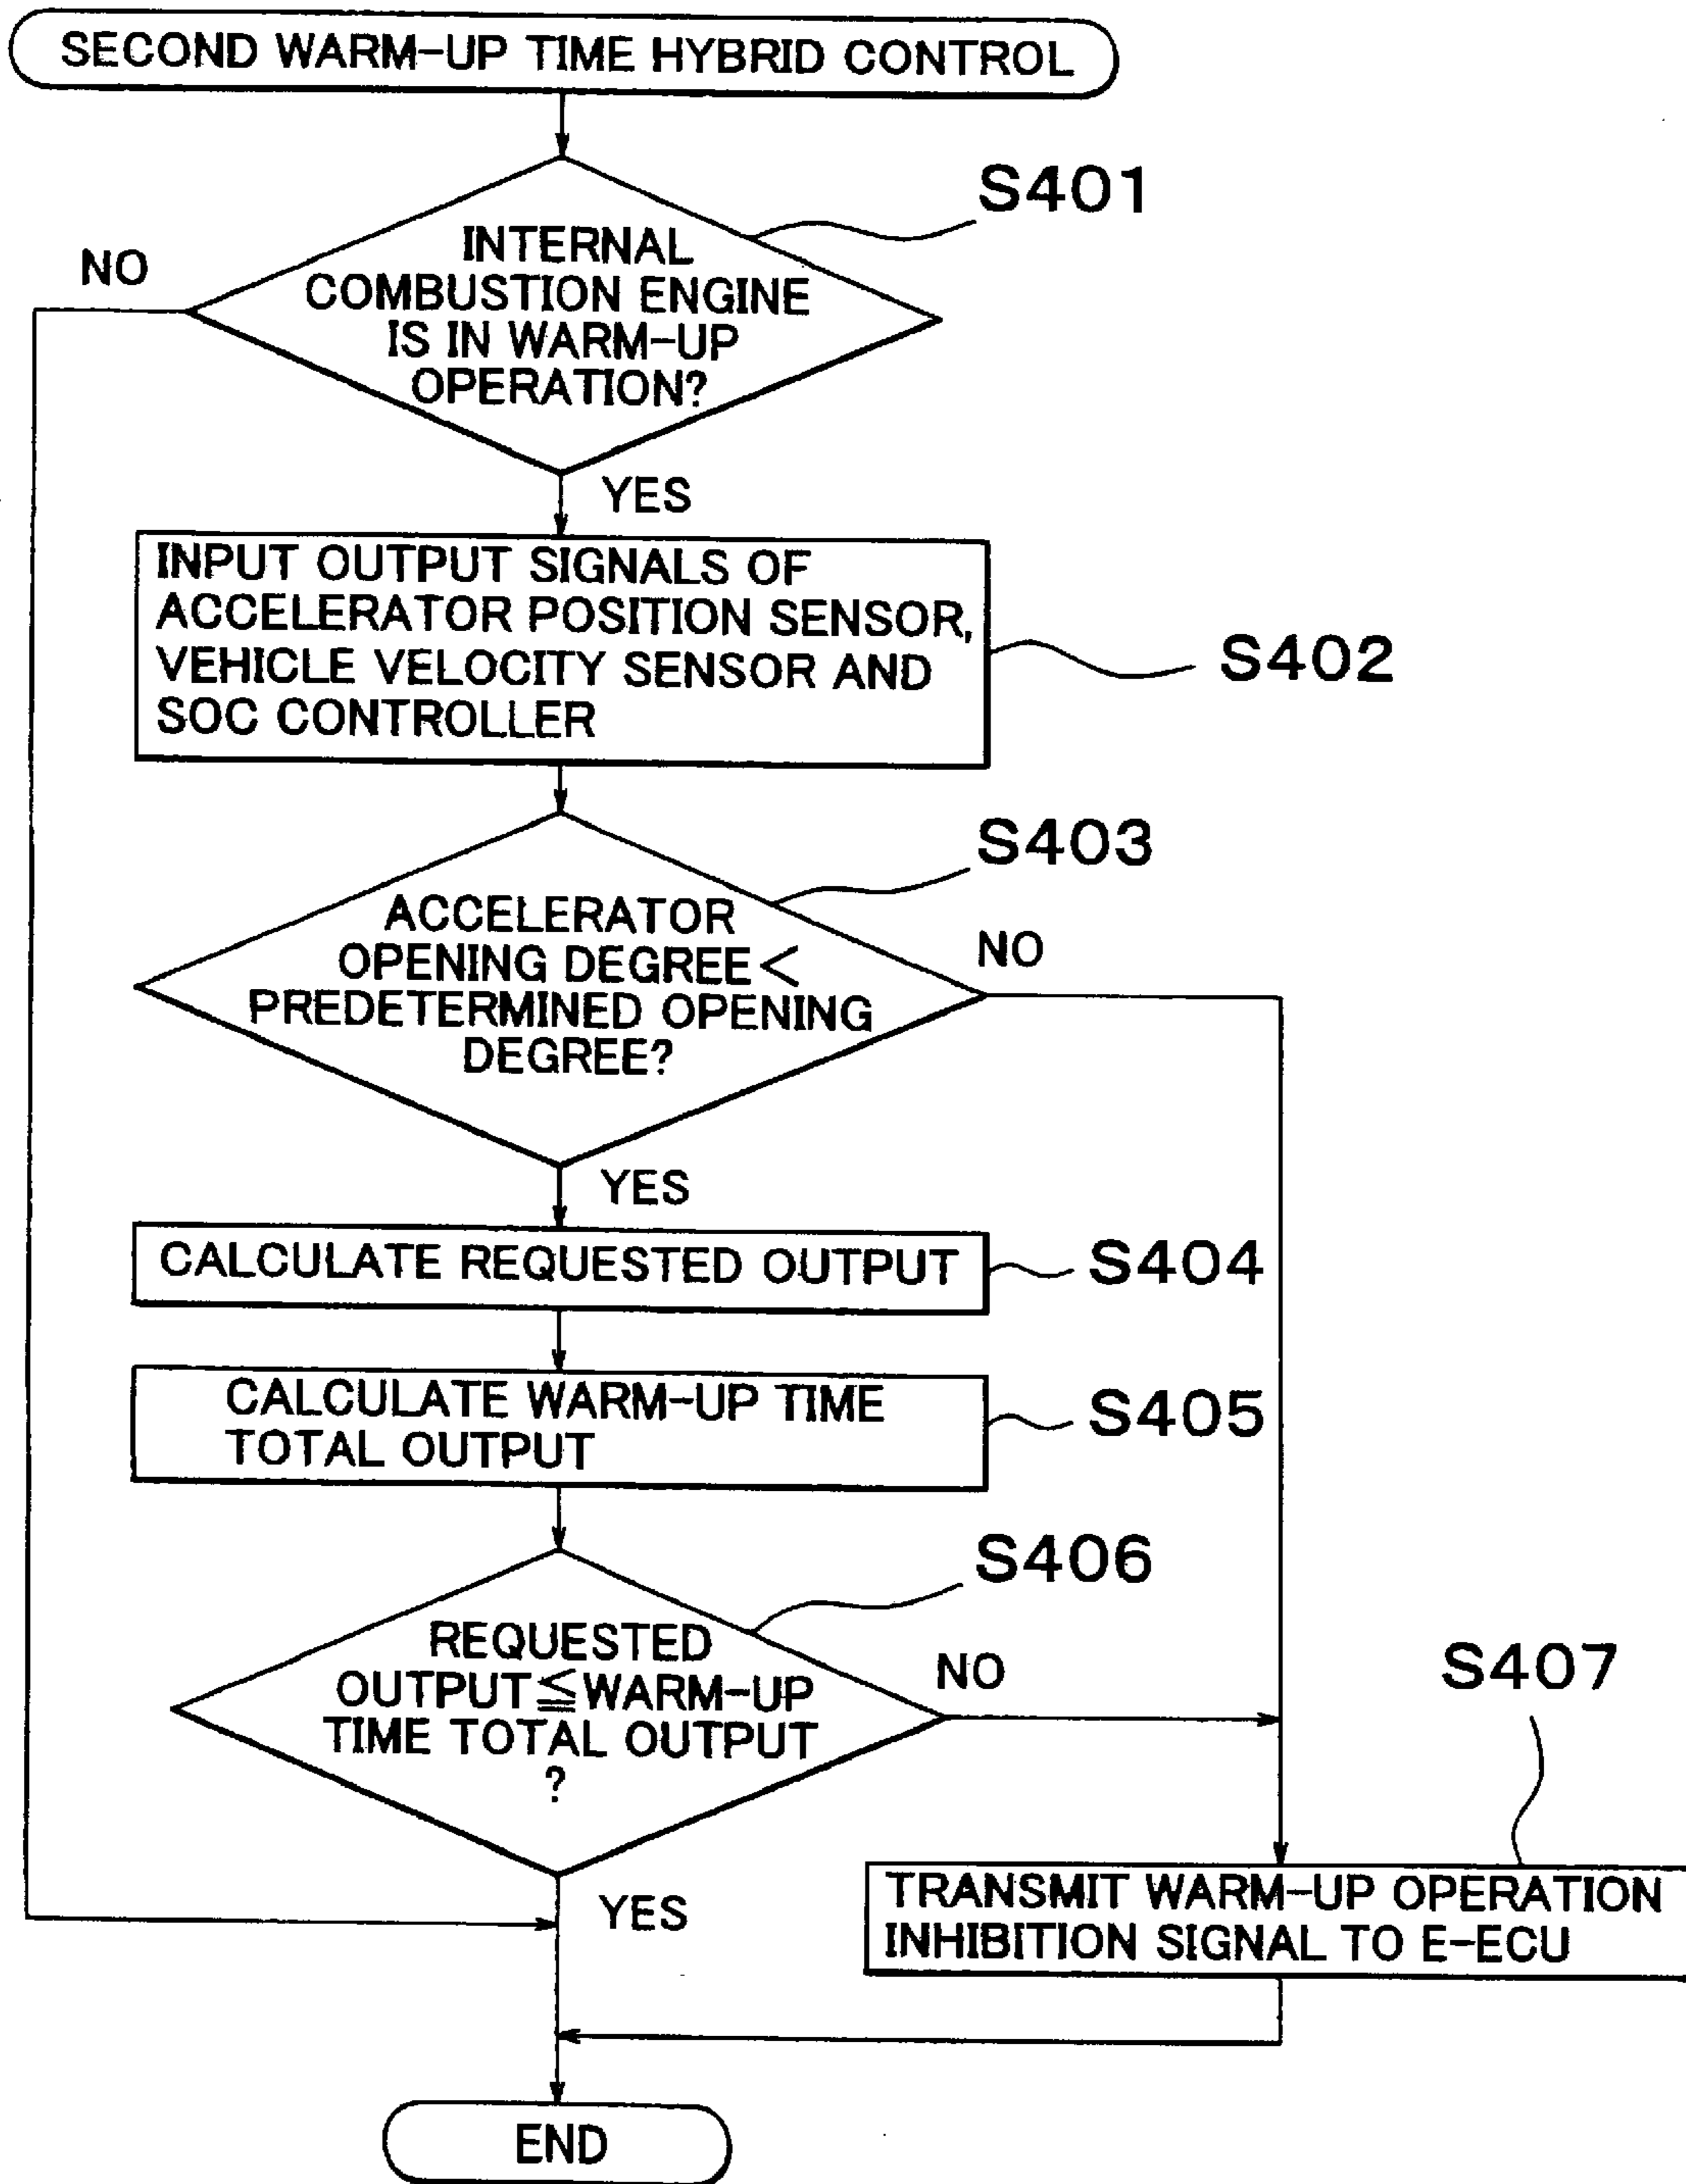 SECOND WARM-UP TIME HYBRID CONTROL
S401
NO
INTERNAL
COMBUSTION ENGINE
IS IN WARM-UP
OPERATION?
YES
INPUT OUTPUT SIGNALS OF
ACCELERATOR POSITION SENSOR,
VEHICLE VELOCITY SENSOR AND
SOC CONTROLLER
S402
S403
ACCELERATOR
OPENING DEGREE<
PREDETERMINED OPENING
DEGREE?
NO
YES
CALCULATE REQUESTED OUTPUT
S404
CALCULATE WARM-UP TIME
TOTAL OUTPUT
S405
S406
REQUESTED
OUTPUT≦WARM-UP
TIME TOTAL OUTPUT
?
NO
S407
YES
TRANSMIT WARM-UP OPERATION
INHIBITION SIGNAL TO E-ECU
END